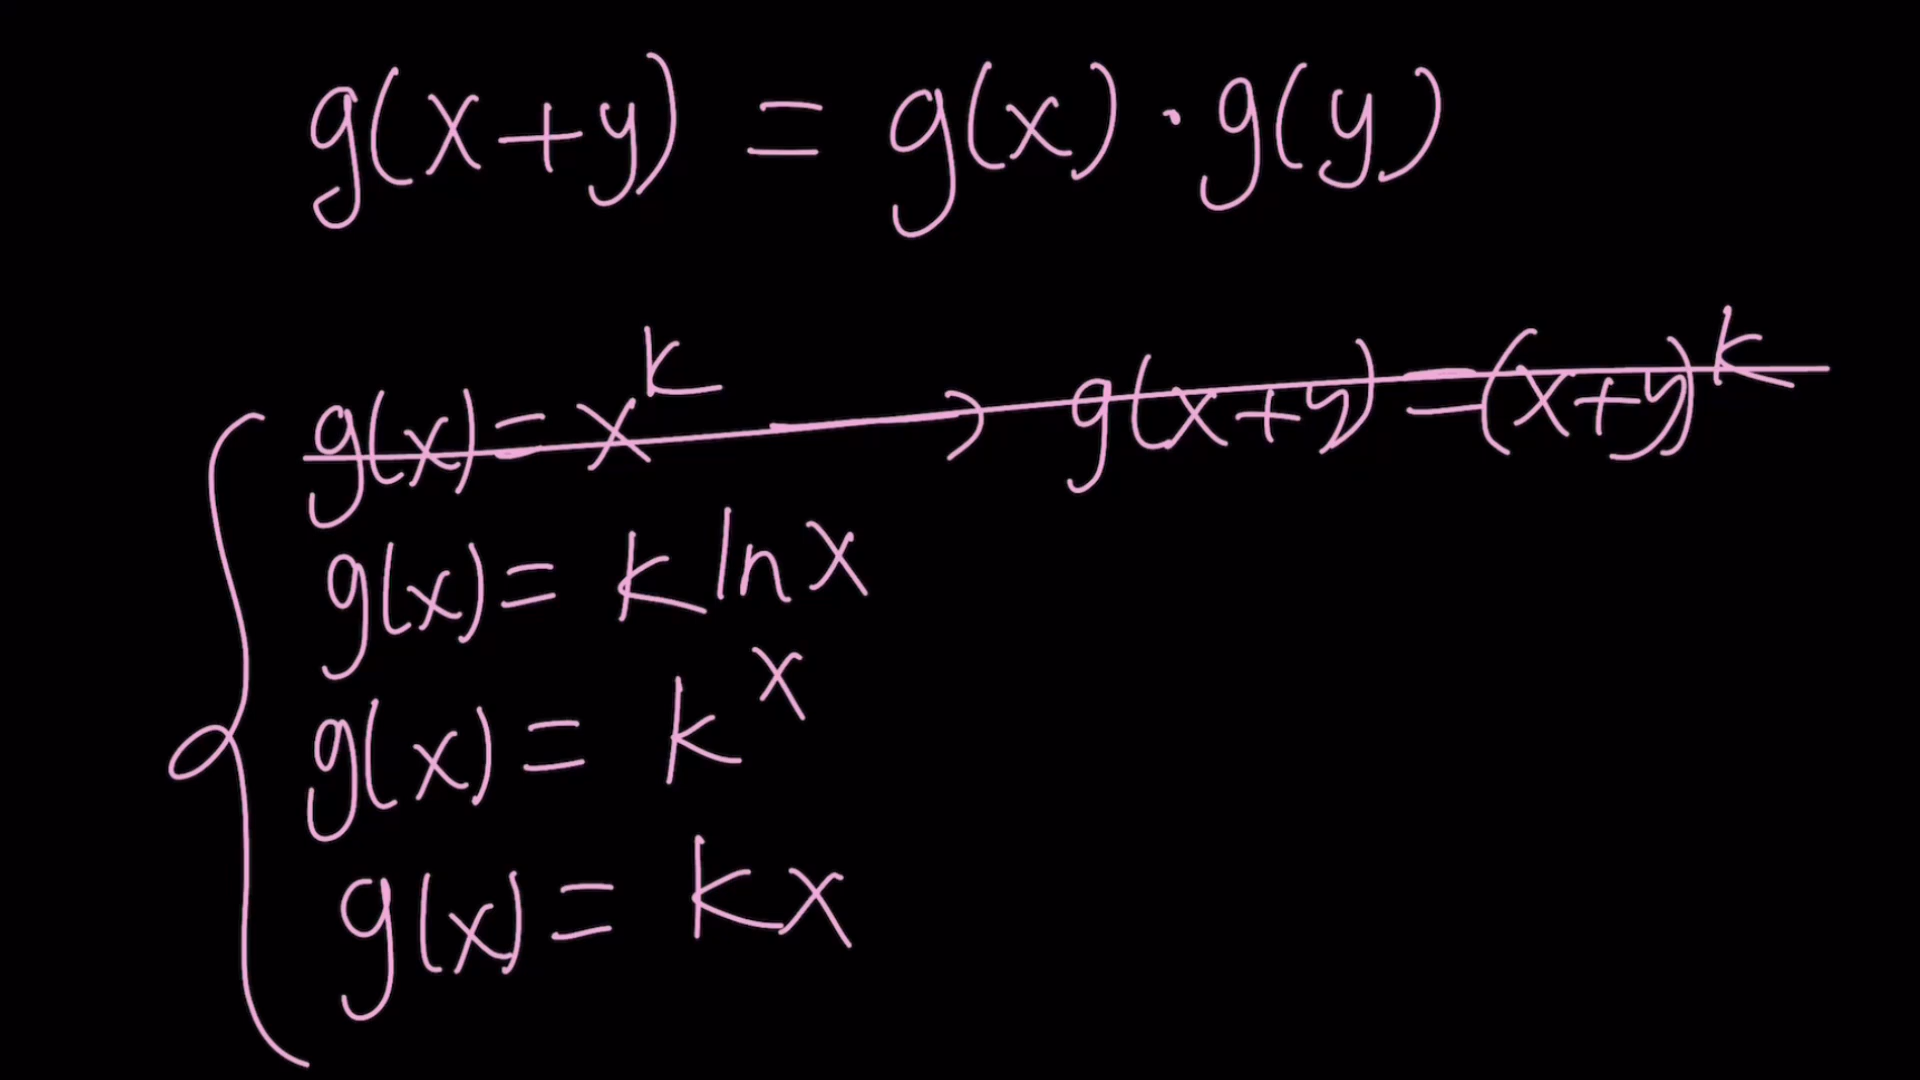 g(x+y) = g(x)·g(y)
g(x) = x^k → g(x+y) = (x+y)^k
g(x) = k ln x
g(x) = k^x
g(x) = kx